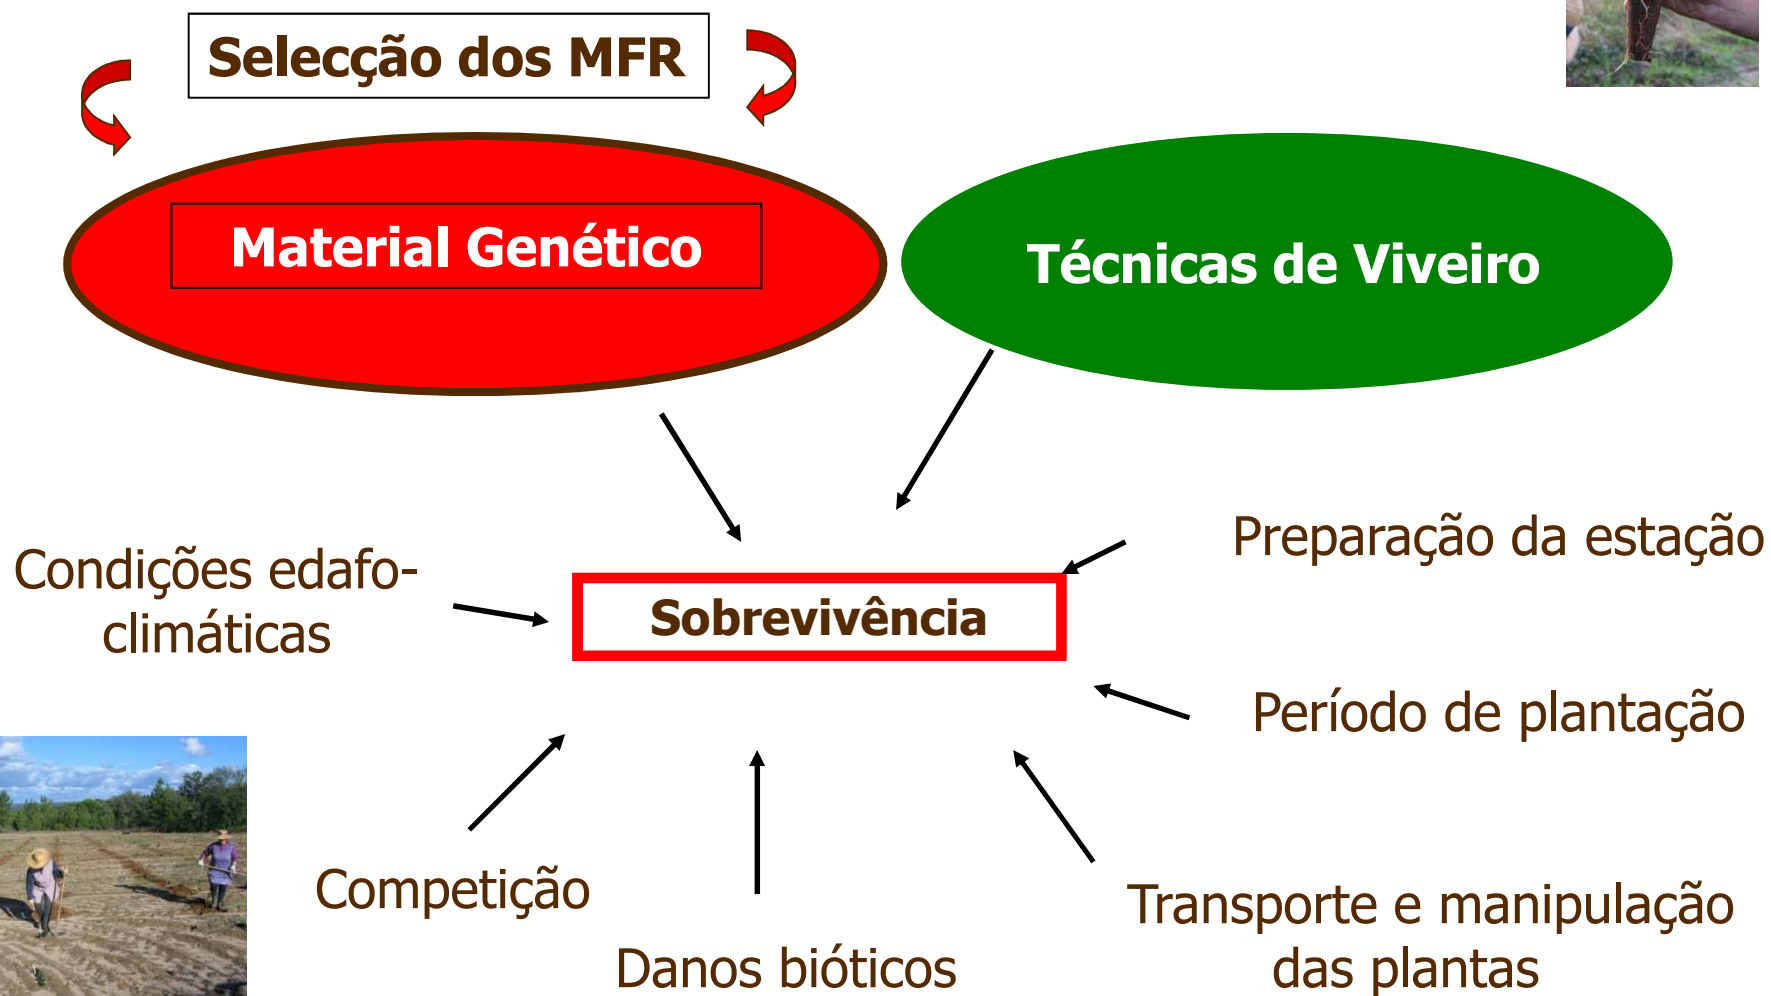 Selecção dos MFR
Material Genético
Técnicas de Viveiro
Preparação da estação
Condições edafo-
climáticas
Sobrevivência
Período de plantação
Competição
Transporte e manipulação
das plantas
Danos bióticos